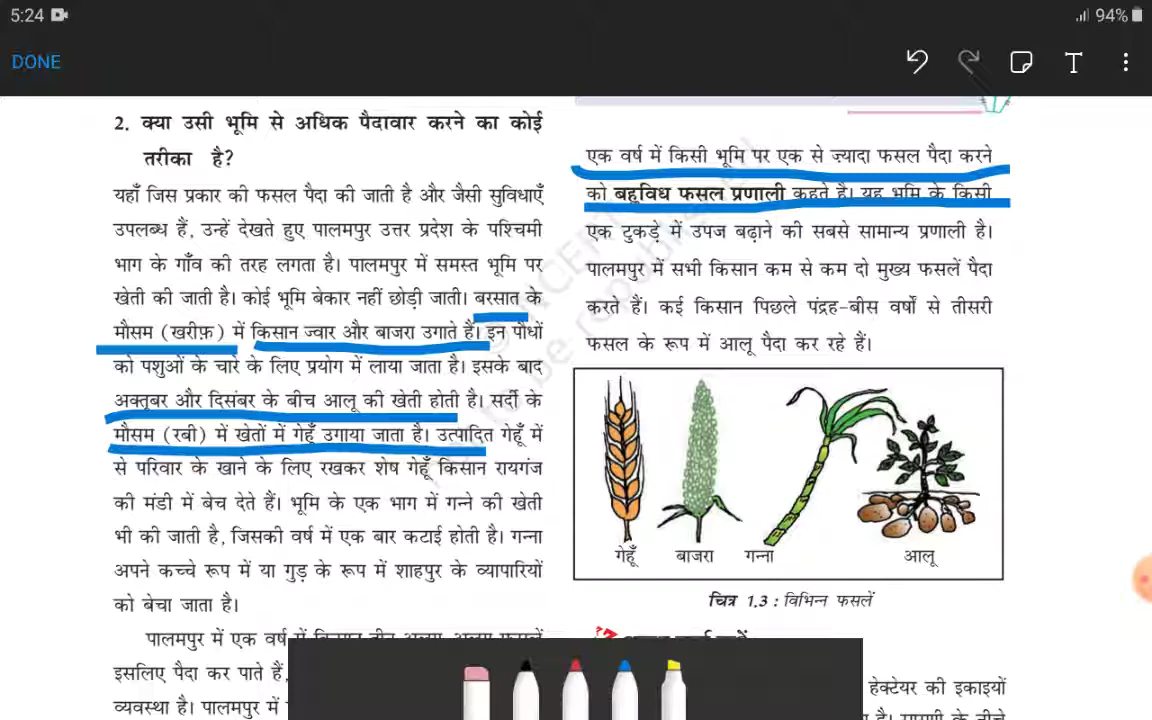 5:24
94%
DONE
T
2. क्या उसी भूमि से अधिक पैदावार करने का कोई
तरीका है?
यहाँ जिस प्रकार की फसल पैदा की जाती है और जैसी सुविधाएँ
उपलब्ध हैं, उन्हें देखते हुए पालमपुर उत्तर प्रदेश के पश्चिमी
भाग के गाँव की तरह लगता है। पालमपुर में समस्त भूमि पर
खेती की जाती है। कोई भूमि बेकार नहीं छोड़ी जाती। बरसात के
मौसम (खरीफ़) में किसान ज्वार और बाजरा उगाते हैं। इन पौधों
को पशुओं के चारे के लिए प्रयोग में लाया जाता है। इसके बाद
अक्तूबर और दिसंबर के बीच आलू की खेती होती है। सर्दी के
मौसम (रबी) में खेतों में गेहूँ उगाया जाता है। उत्पादित गेहूँ में
से परिवार के खाने के लिए रखकर शेष गेहूँ किसान रायगंज
की मंडी में बेच देते हैं। भूमि के एक भाग में गन्ने की खेती
भी की जाती है, जिसकी वर्ष में एक बार कटाई होती है। गन्ना
अपने कच्चे रूप में या गुड़ के रूप में शाहपुर के व्यापारियों
को बेचा जाता है।
पालमपुर में एक वर्ष में किसान तीन अलग-अलग फसलें
इसलिए पैदा कर पाते हैं,
व्यवस्था है। पालमपुर में
एक वर्ष में किसी भूमि पर एक से ज़्यादा फसल पैदा करने
को बहुविध फसल प्रणाली कहते हैं। यह भूमि के किसी
एक टुकड़े में उपज बढ़ाने की सबसे सामान्य प्रणाली है।
पालमपुर में सभी किसान कम से कम दो मुख्य फसलें पैदा
करते हैं। कई किसान पिछले पंद्रह-बीस वर्षों से तीसरी
फसल के रूप में आलू पैदा कर रहे हैं।
गेहूँ बाजरा गन्ना आलू
चित्र 1.3 : विभिन्न फसलें
हेक्टेयर की इकाइयों